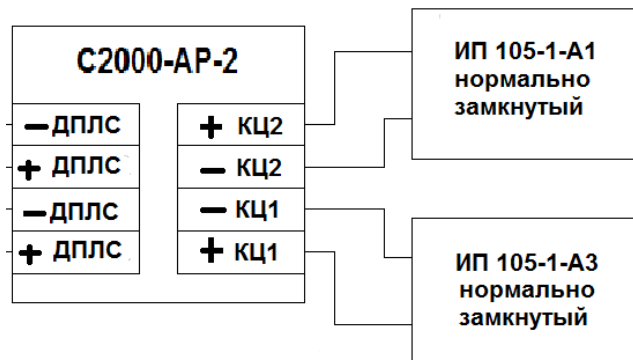 С2000-АР-2
– ДПЛС
+ ДПЛС
– ДПЛС
+ ДПЛС
+ КЦ2
– КЦ2
– КЦ1
+ КЦ1
ИП 105-1-А1
нормально
замкнутый
ИП 105-1-А3
нормально
замкнутый